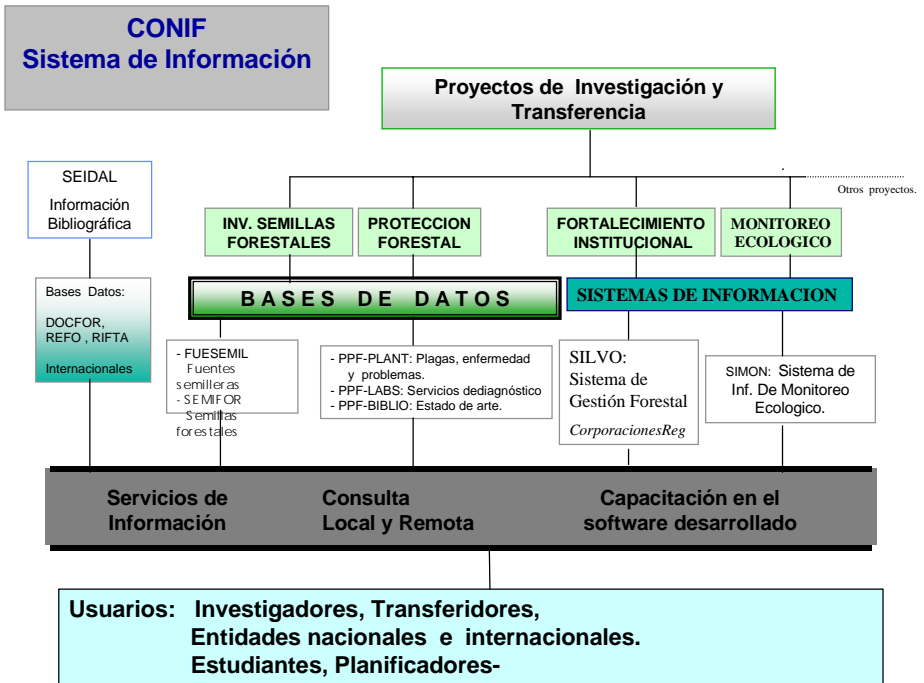 CONIF
Sistema de Información
Proyectos de Investigación y
Transferencia
Otros proyectos.
SEIDAL
Información
Bibliográfica
INV. SEMILLAS
FORESTALES
PROTECCION
FORESTAL
FORTALECIMIENTO
INSTITUCIONAL
MONITOREO
ECOLOGICO
BASES DE DATOS
SISTEMAS DE INFORMACION
Bases Datos:
DOCFOR,
REFO , RIFTA
Internacionales
- FUESEMIL
Fuentes
semilleras
- SEMIFOR
Semillas
forestales
- PPF-PLANT: Plagas, enfermedad
y problemas.
- PPF-LABS: Servicios dediagnóstico
- PPF-BIBLIO: Estado de arte.
SILVO:
Sistema de
Gestión Forestal
CorporacionesReg
SIMON: Sistema de
Inf. De Monitoreo
Ecologico.
Servicios de
Información
Consulta
Local y Remota
Capacitación en el
software desarrollado
Usuarios: Investigadores, Transferidores,
Entidades nacionales e internacionales.
Estudiantes, Planificadores-